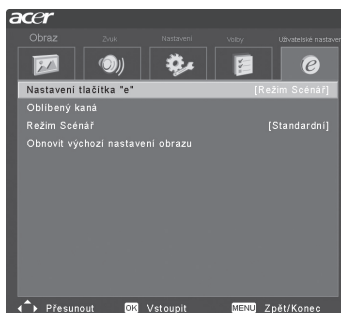 acer
Obraz Zvuk Nastavení Volby Uživatelské nastaven
Nastavení tlačítka "e" [Režim Scénář]
Oblíbený kaná
Režim Scénář [Standardní]
Obnovit výchozí nastavení obrazu
Přesunout OK Vstoupit MENU Zpět/Konec